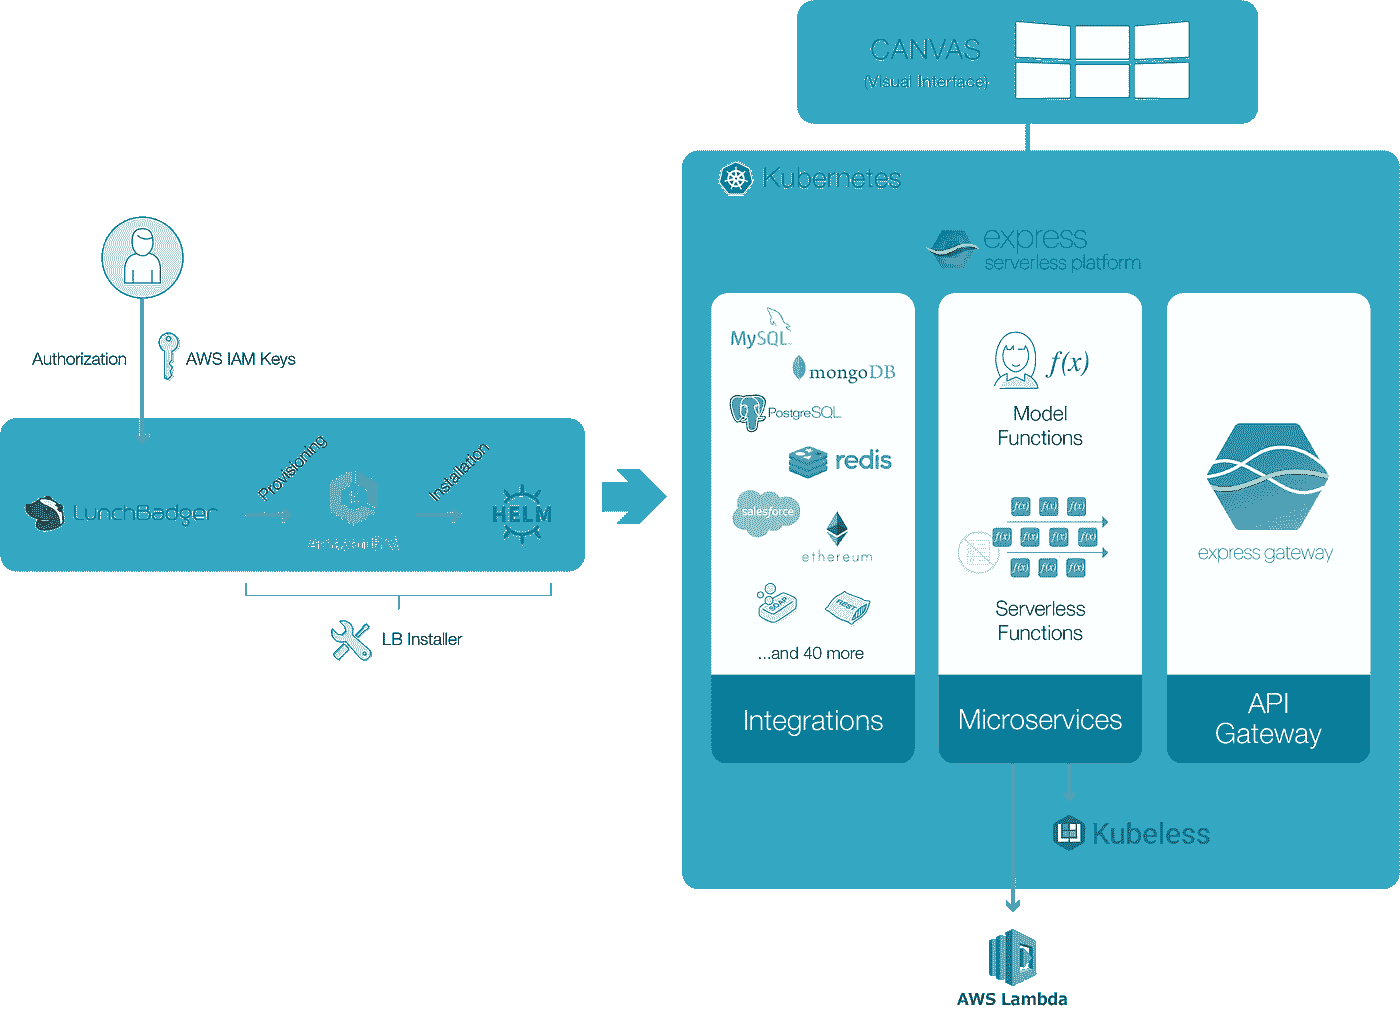 CANVAS
(Visual Interface)
Kubernetes
express
serverless platform
Authorization
AWS IAM Keys
LunchBadger
Provisioning
Installation
HELM
LB Installer
MySQL
mongoDB
PostgreSQL
redis
salesforce
ethereum
SOAP
REST
...and 40 more
Integrations
f(x)
Model
Functions
f(x) f(x) f(x)
f(x) f(x) f(x) f(x)
f(x) f(x) f(x)
Serverless
Functions
Microservices
express gateway
API
Gateway
Kubeless
AWS Lambda